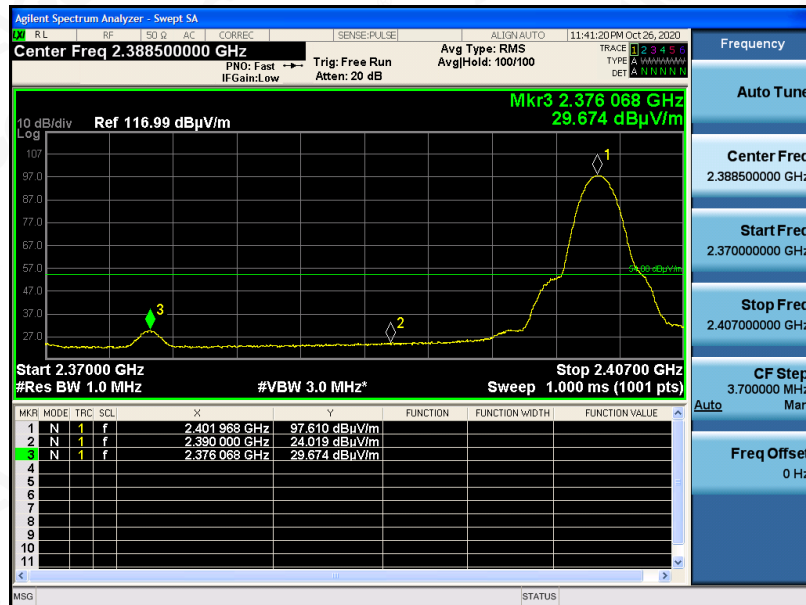 Agilent Spectrum Analyzer - Swept SA
LXI RL RF 50 Ω AC CORREC SENSE:PULSE ALIGN AUTO 11:41:20 PM Oct 26, 2020
Center Freq 2.388500000 GHz
PNO: Fast
IFGain:Low
Trig: Free Run
Atten: 20 dB
Avg Type: RMS
Avg|Hold: 100/100
TRACE 1 2 3 4 5 6
TYPE A WWWWW
DET A N N N N N
Mkr3 2.376 068 GHz
29.674 dBµV/m
10 dB/div Ref 116.99 dBµV/m
Log
107
97.0
87.0
77.0
67.0
57.0
47.0
37.0
27.0
1
2
3
54.00 dBµV/m
Start 2.37000 GHz Stop 2.40700 GHz
#Res BW 1.0 MHz #VBW 3.0 MHz* Sweep 1.000 ms (1001 pts)
MKR MODE TRC SCL X Y FUNCTION FUNCTION WIDTH FUNCTION VALUE
1 N 1 f 2.401 968 GHz 97.610 dBµV/m
2 N 1 f 2.390 000 GHz 24.019 dBµV/m
3 N 1 f 2.376 068 GHz 29.674 dBµV/m
4
5
6
7
8
9
10
11
MSG STATUS
Frequency
Auto Tune
Center Freq
2.388500000 GHz
Start Freq
2.370000000 GHz
Stop Freq
2.407000000 GHz
CF Step
3.700000 MHz
Auto Man
Freq Offset
0 Hz